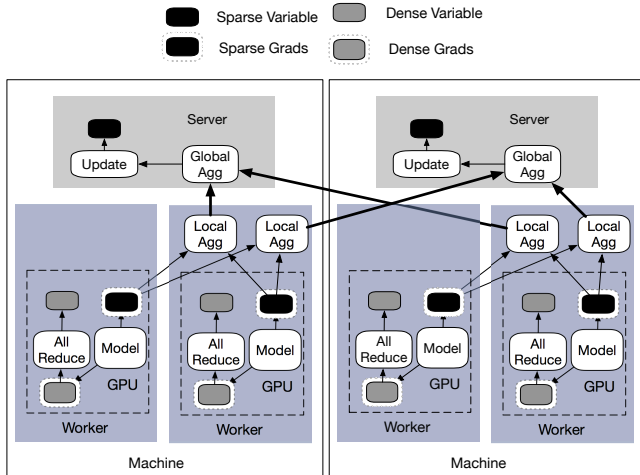 Sparse Variable
Dense Variable
Sparse Grads
Dense Grads
Server
Update
Global
Agg
Local
Agg
Local
Agg
All
Reduce
Model
GPU
Worker
All
Reduce
Model
GPU
Worker
Machine
Server
Update
Global
Agg
Local
Agg
Local
Agg
All
Reduce
Model
GPU
Worker
All
Reduce
Model
GPU
Worker
Machine